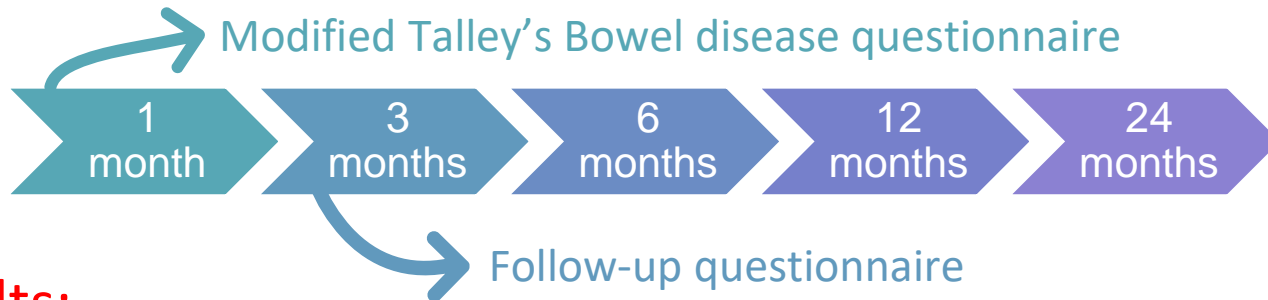 Modified Talley’s Bowel disease questionnaire
1
month
3
months
6
months
12
months
24
months
Follow-up questionnaire